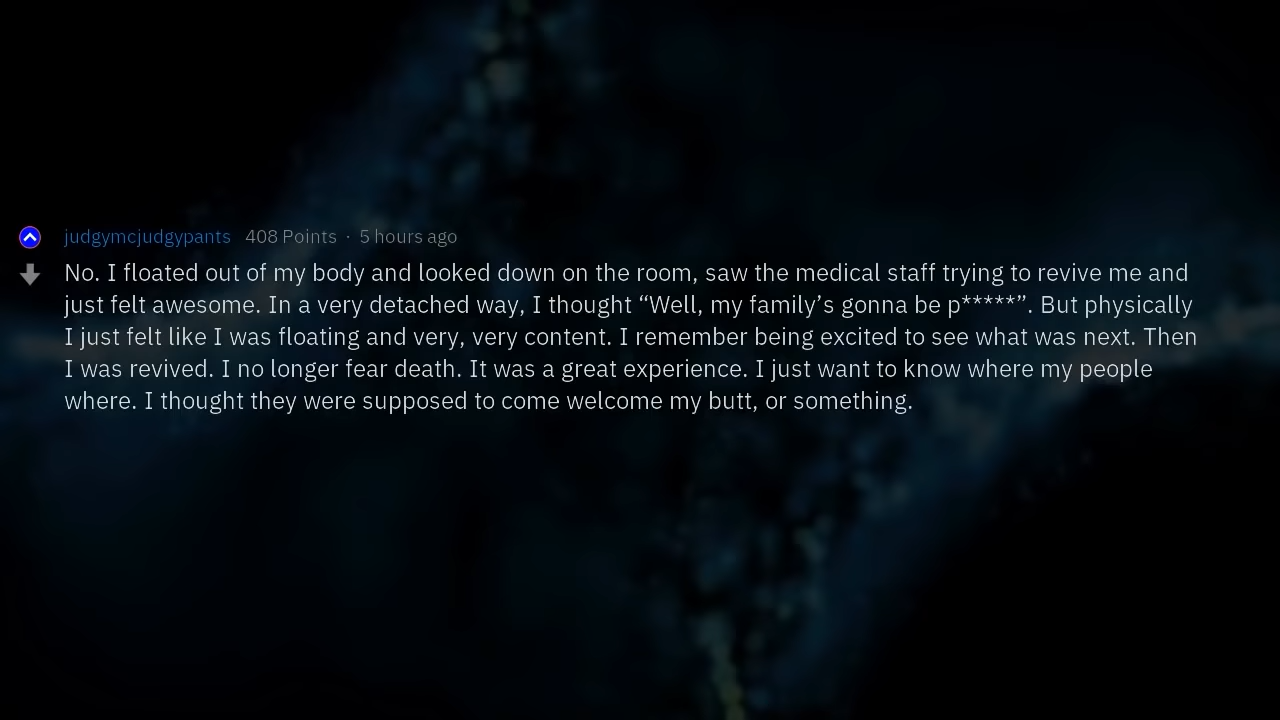 judgymcjudgypants 408 Points · 5 hours ago
No. I floated out of my body and looked down on the room, saw the medical staff trying to revive me and
just felt awesome. In a very detached way, I thought “Well, my family’s gonna be p*****”. But physically
I just felt like I was floating and very, very content. I remember being excited to see what was next. Then
I was revived. I no longer fear death. It was a great experience. I just want to know where my people
where. I thought they were supposed to come welcome my butt, or something.